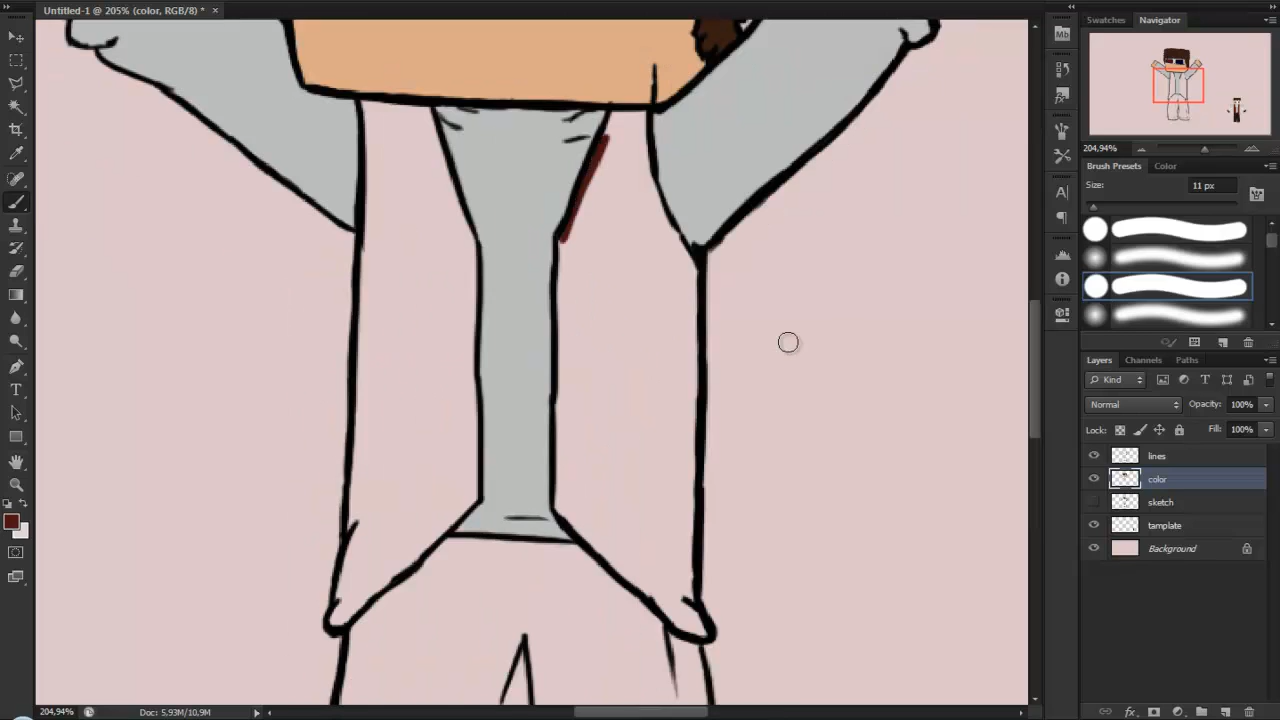 Untitled-1 @ 205% (color, RGB/8) * ×
Swatches Navigator
204,94%
Brush Presets Color
Size: 11 px
Layers Channels Paths
Kind
Normal Opacity: 100%
Lock: Fill: 100%
lines
color
sketch
tamplate
Background
204,94% Doc: 5,93M/10,9M